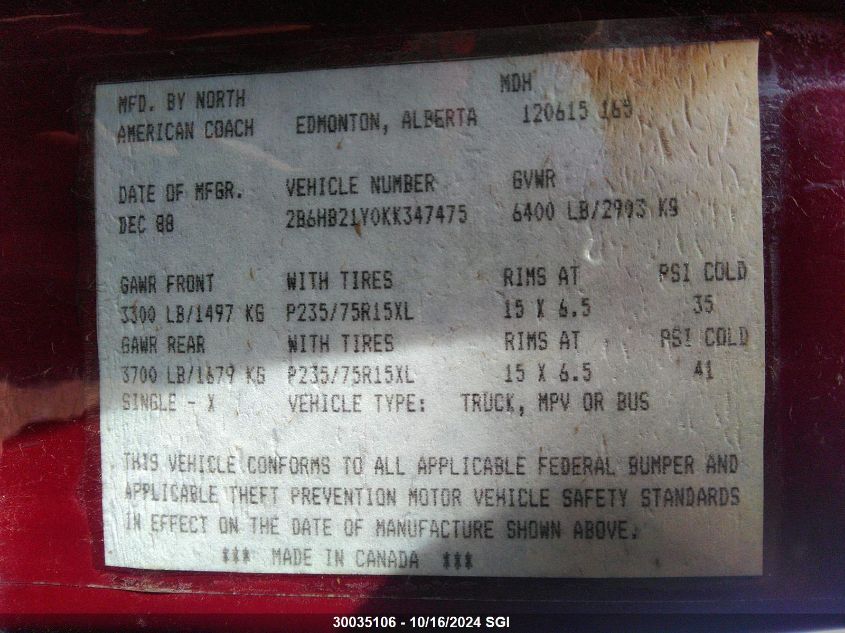 MDH
MFD. BY NORTH
AMERICAN COACH EDMONTON, ALBERTA 120615 165
DATE OF MFGR. VEHICLE NUMBER GVWR
DEC 88 2B6HB21Y0KK347475 6400 LB/2903 KG
GAWR FRONT WITH TIRES RIMS AT PSI COLD
3300 LB/1497 KG P235/75R15XL 15 X 6.5 35
GAWR REAR WITH TIRES RIMS AT PSI COLD
3700 LB/1679 KG P235/75R15XL 15 X 6.5 41
SINGLE - X VEHICLE TYPE: TRUCK, MPV OR BUS
THIS VEHICLE CONFORMS TO ALL APPLICABLE FEDERAL BUMPER AND
APPLICABLE THEFT PREVENTION MOTOR VEHICLE SAFETY STANDARDS
IN EFFECT ON THE DATE OF MANUFACTURE SHOWN ABOVE.
*** MADE IN CANADA ***
30035106 - 10/16/2024 SGI